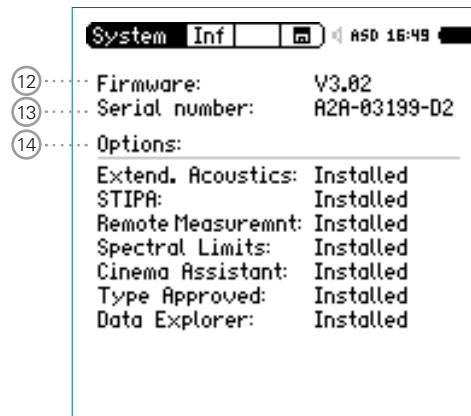 System Inf ASD 16:49
12 Firmware: V3.02
13 Serial number: A2A-03199-D2
14 Options:
Extend. Acoustics: Installed
STIPA: Installed
Remote Measuremnt: Installed
Spectral Limits: Installed
Cinema Assistant: Installed
Type Approved: Installed
Data Explorer: Installed